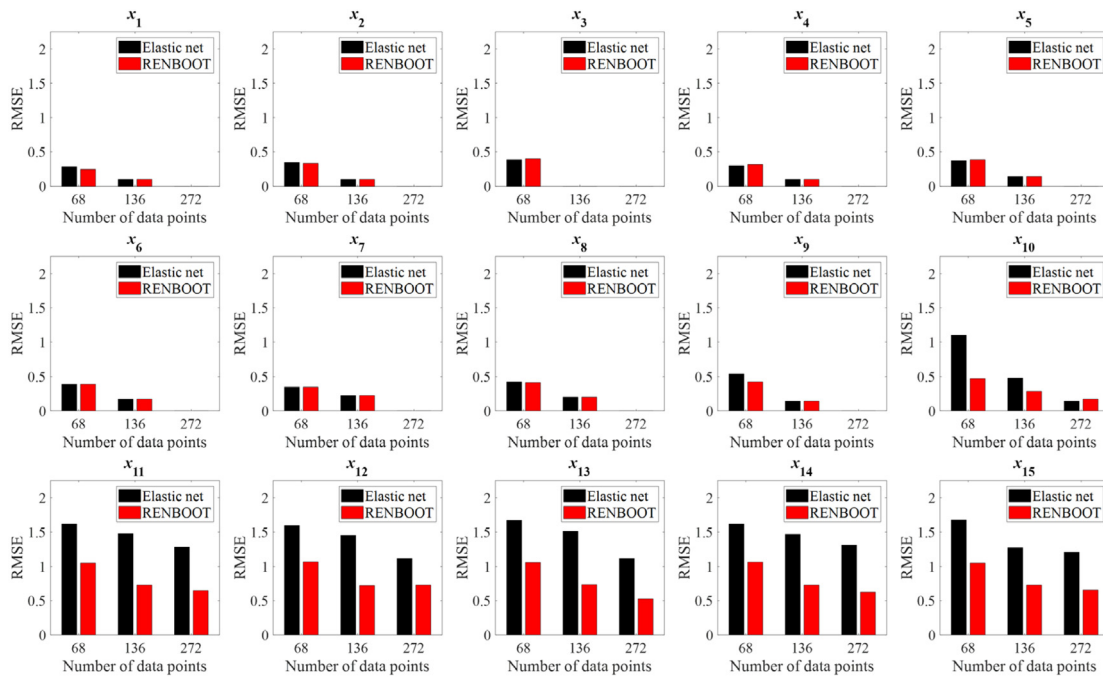 x1
2
1.5
1
0.5
0
RMSE
Elastic net
RENBOOT
68 136 272
Number of data points
x2
2
1.5
1
0.5
0
RMSE
Elastic net
RENBOOT
68 136 272
Number of data points
x3
2
1.5
1
0.5
0
RMSE
Elastic net
RENBOOT
68 136 272
Number of data points
x4
2
1.5
1
0.5
0
RMSE
Elastic net
RENBOOT
68 136 272
Number of data points
x5
2
1.5
1
0.5
0
RMSE
Elastic net
RENBOOT
68 136 272
Number of data points
x6
2
1.5
1
0.5
0
RMSE
Elastic net
RENBOOT
68 136 272
Number of data points
x7
2
1.5
1
0.5
0
RMSE
Elastic net
RENBOOT
68 136 272
Number of data points
x8
2
1.5
1
0.5
0
RMSE
Elastic net
RENBOOT
68 136 272
Number of data points
x9
2
1.5
1
0.5
0
RMSE
Elastic net
RENBOOT
68 136 272
Number of data points
x10
2
1.5
1
0.5
0
RMSE
Elastic net
RENBOOT
68 136 272
Number of data points
x11
2
1.5
1
0.5
0
RMSE
Elastic net
RENBOOT
68 136 272
Number of data points
x12
2
1.5
1
0.5
0
RMSE
Elastic net
RENBOOT
68 136 272
Number of data points
x13
2
1.5
1
0.5
0
RMSE
Elastic net
RENBOOT
68 136 272
Number of data points
x14
2
1.5
1
0.5
0
RMSE
Elastic net
RENBOOT
68 136 272
Number of data points
x15
2
1.5
1
0.5
0
RMSE
Elastic net
RENBOOT
68 136 272
Number of data points